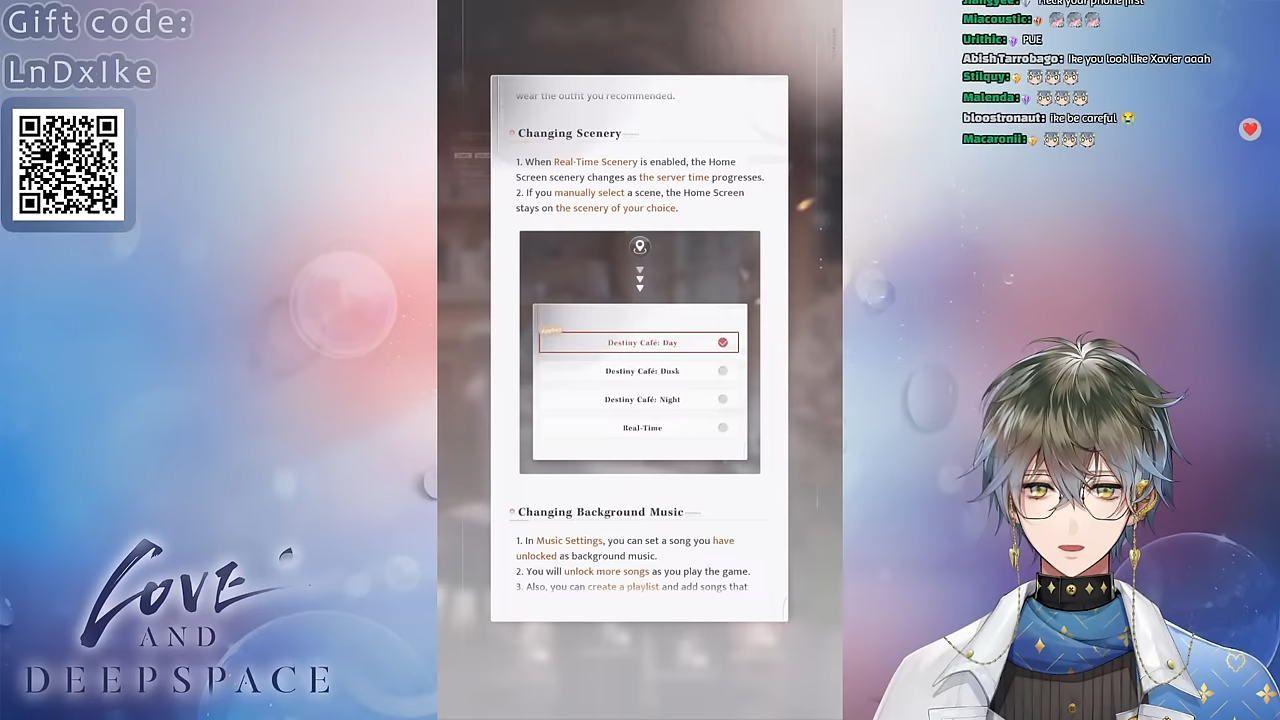 Gift code:
LnDxIke
LOVE
AND
DEEPSPACE
wear the outfit you recommended.
Changing Scenery
1. When Real-Time Scenery is enabled, the Home
Screen scenery changes as the server time progresses.
2. If you manually select a scene, the Home Screen
stays on the scenery of your choice.
Destiny Café: Day
Destiny Café: Dusk
Destiny Café: Night
Real-Time
Changing Background Music
1. In Music Settings, you can set a song you have
unlocked as background music.
2. You will unlock more songs as you play the game.
3. Also, you can create a playlist and add songs that
Miacoustic:
Urithic: PUE
Abish Tarrobago: Ike you look like Xavier aaah
Stilquy:
Malenda:
bloostronaut: ike be careful 😭
Macaronii: